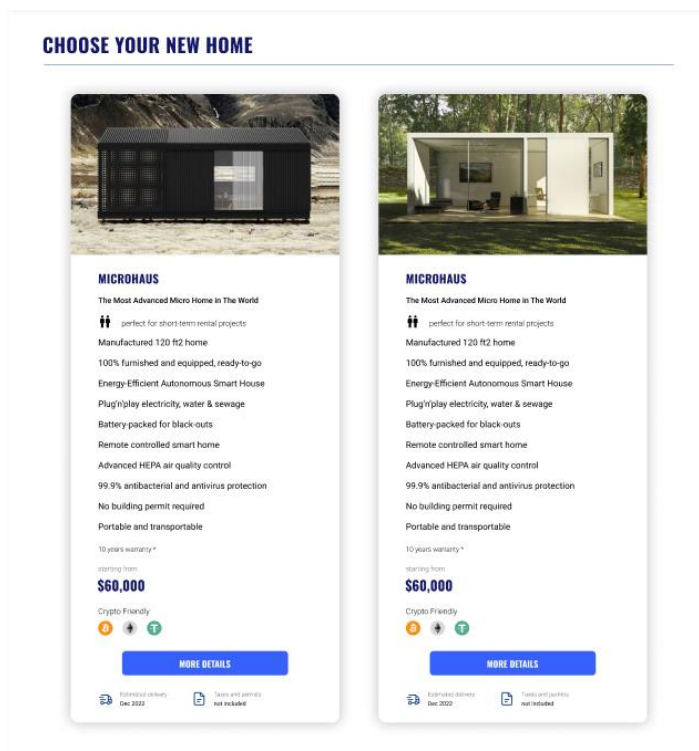 CHOOSE YOUR NEW HOME
MICROHAUS
The Most Advanced Micro Home in The World
perfect for short-term rental projects
Manufactured 120 ft2 home
100% furnished and equipped, ready-to-go
Energy-Efficient Autonomous Smart House
Plug'n'play electricity, water & sewage
Battery-packed for black-outs
Remote controlled smart home
Advanced HEPA air quality control
99.9% antibacterial and antivirus protection
No building permit required
Portable and transportable
10 years warranty *
starting from
$60,000
Crypto Friendly
MORE DETAILS
Estimated delivery
Dec 2022
Taxes and permits
not included
MICROHAUS
The Most Advanced Micro Home in The World
perfect for short-term rental projects
Manufactured 120 ft2 home
100% furnished and equipped, ready-to-go
Energy-Efficient Autonomous Smart House
Plug'n'play electricity, water & sewage
Battery-packed for black-outs
Remote controlled smart home
Advanced HEPA air quality control
99.9% antibacterial and antivirus protection
No building permit required
Portable and transportable
10 years warranty *
starting from
$60,000
Crypto Friendly
MORE DETAILS
Estimated delivery
Dec 2022
Taxes and permits
not included